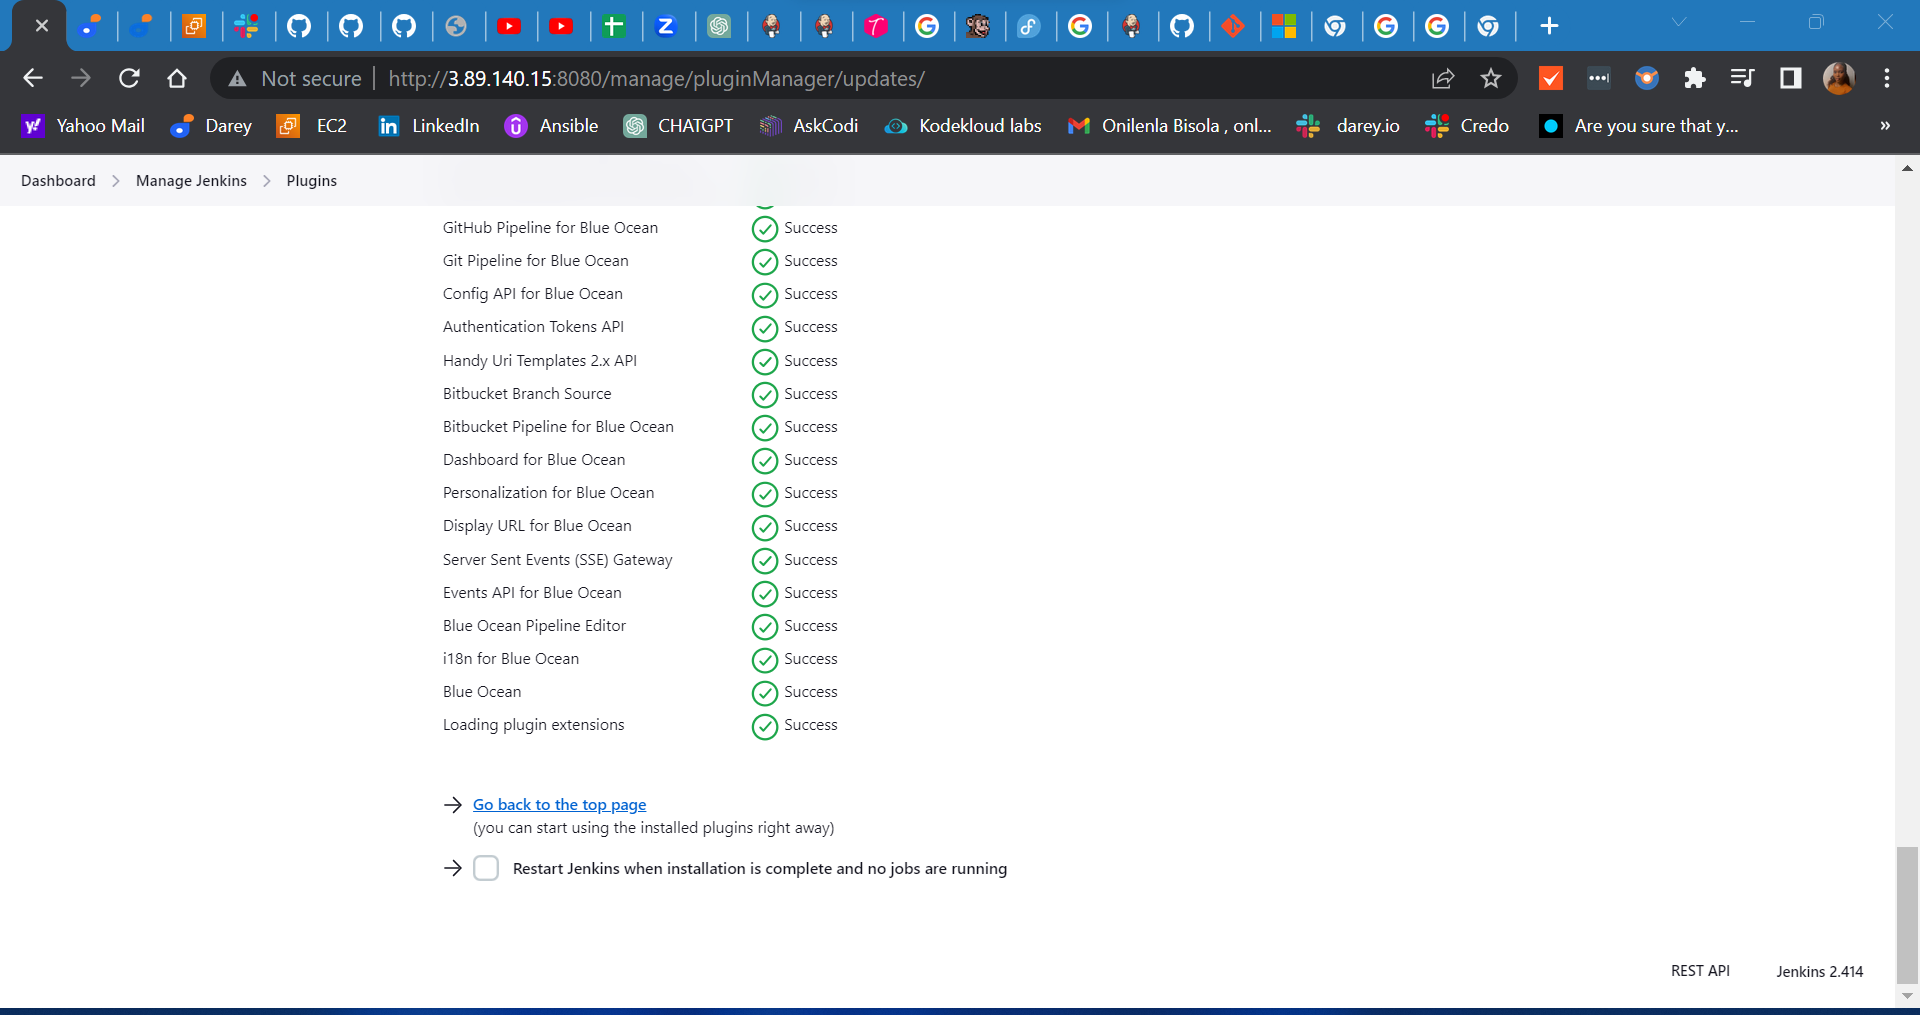 Not secure | http://3.89.140.15:8080/manage/pluginManager/updates/
Yahoo Mail Darey EC2 LinkedIn Ansible CHATGPT AskCodi Kodekloud labs Onilenla Bisola , onl... darey.io Credo Are you sure that y... »
Dashboard > Manage Jenkins > Plugins
GitHub Pipeline for Blue Ocean Success
Git Pipeline for Blue Ocean Success
Config API for Blue Ocean Success
Authentication Tokens API Success
Handy Uri Templates 2.x API Success
Bitbucket Branch Source Success
Bitbucket Pipeline for Blue Ocean Success
Dashboard for Blue Ocean Success
Personalization for Blue Ocean Success
Display URL for Blue Ocean Success
Server Sent Events (SSE) Gateway Success
Events API for Blue Ocean Success
Blue Ocean Pipeline Editor Success
i18n for Blue Ocean Success
Blue Ocean Success
Loading plugin extensions Success
Go back to the top page
(you can start using the installed plugins right away)
Restart Jenkins when installation is complete and no jobs are running
REST API Jenkins 2.414